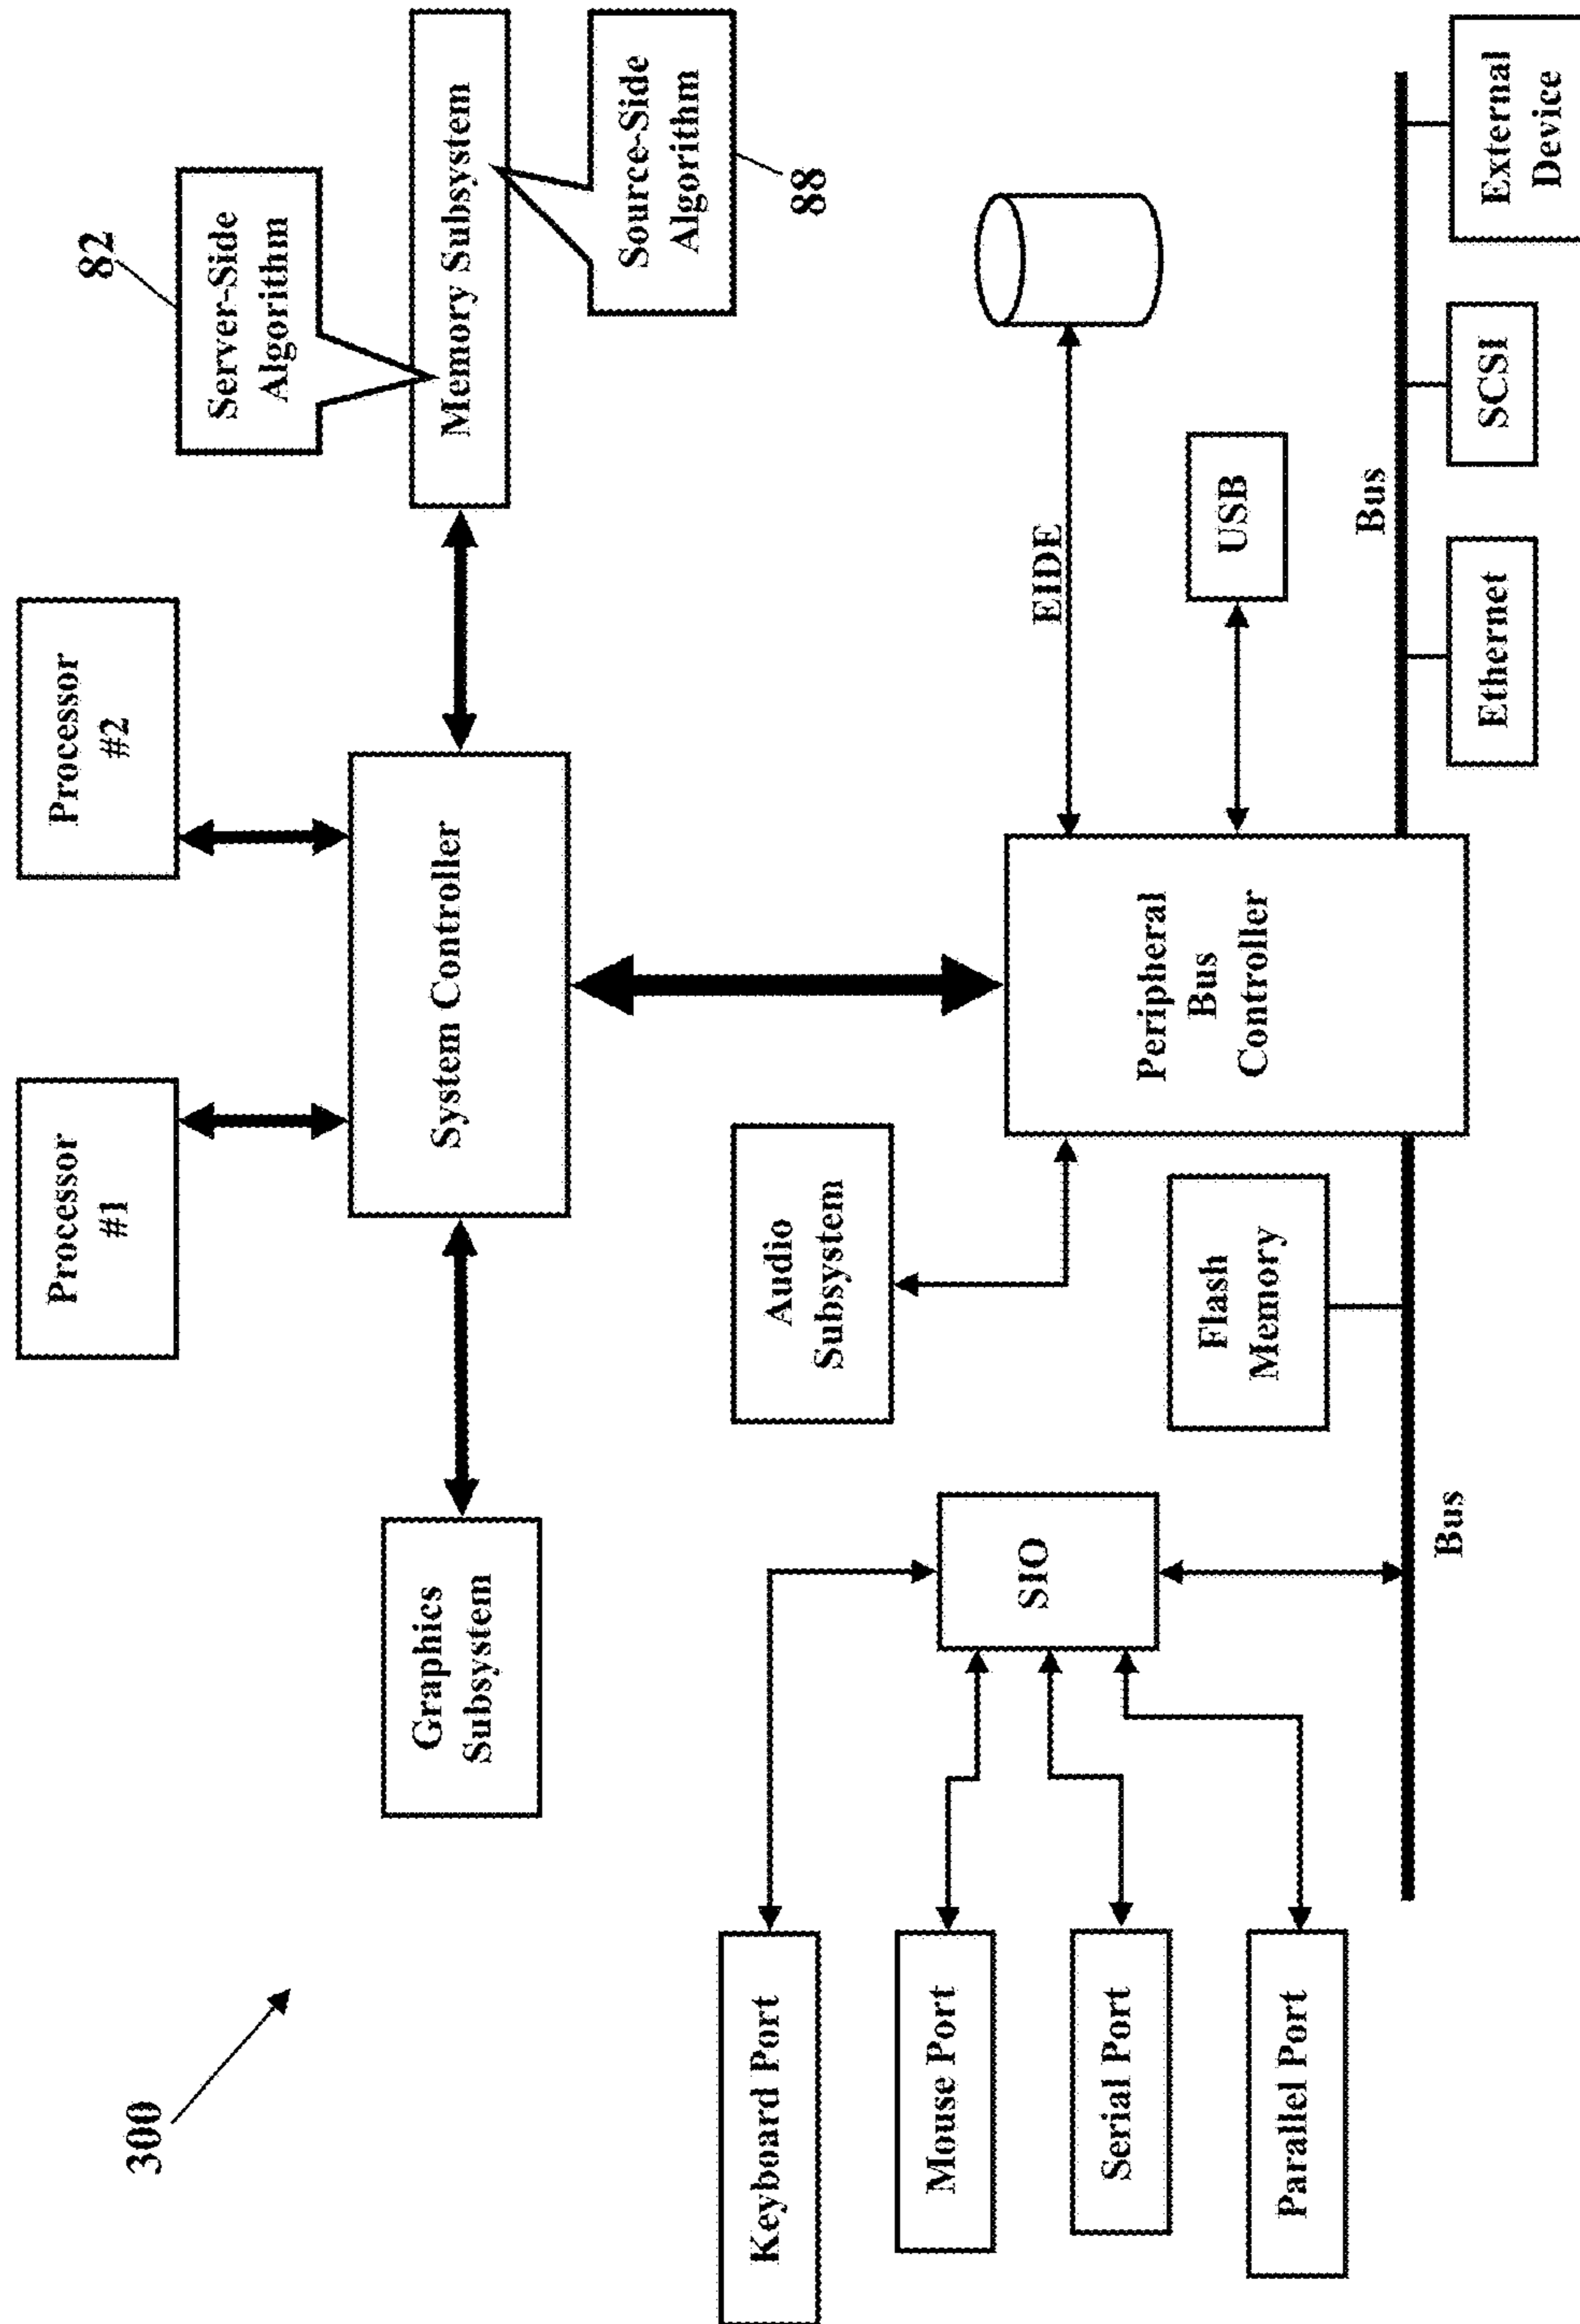 300
Processor
#1
Processor
#2
82
Server-Side
Algorithm
Graphics
Subsystem
System Controller
Memory Subsystem
Source-Side
Algorithm
88
Keyboard Port
Mouse Port
Serial Port
Parallel Port
SIO
Audio
Subsystem
Flash
Memory
Peripheral
Bus
Controller
EIDE
USB
Bus
Bus
Ethernet
SCSI
External
Device